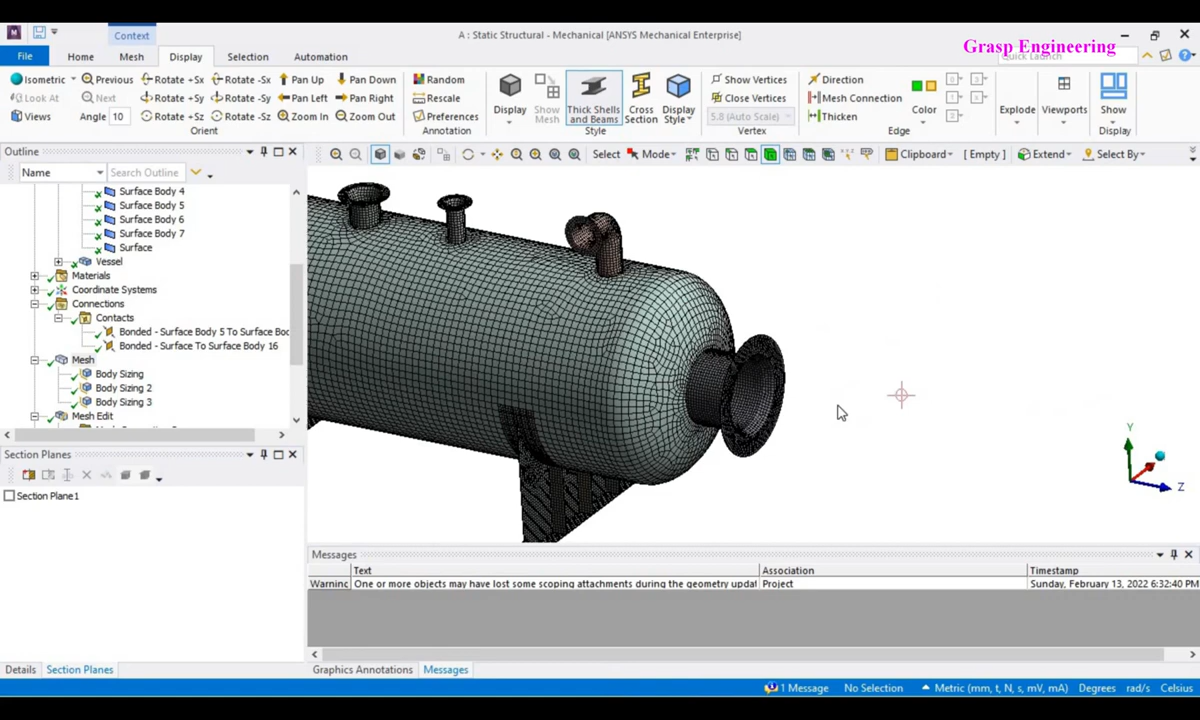 Context
A : Static Structural - Mechanical [ANSYS Mechanical Enterprise]
Grasp Engineering
File Home Mesh Display Selection Automation
Quick Launch
Isometric Previous Rotate +Sx Rotate -Sx Pan Up Pan Down Random
Look At Next Rotate +Sy Rotate -Sy Pan Left Pan Right Rescale
Views Angle 10 Rotate +Sz Rotate -Sz Zoom In Zoom Out Preferences
Orient Annotation
Display Show Mesh Thick Shells and Beams Cross Section Display Style
Style
Show Vertices
Close Vertices
5.8 (Auto Scale)
Vertex
Direction
Mesh Connection
Thicken
Color
Edge
Explode Viewports Show
Display
Outline
Name Search Outline
Select Mode Clipboard [ Empty ] Extend Select By
Surface Body 4
Surface Body 5
Surface Body 6
Surface Body 7
Surface
Vessel
Materials
Coordinate Systems
Connections
Contacts
Bonded - Surface Body 5 To Surface Boc
Bonded - Surface To Surface Body 16
Mesh
Body Sizing
Body Sizing 2
Body Sizing 3
Mesh Edit
Section Planes
Section Plane1
Y
Z
Messages
Text Association Timestamp
Warninc One or more objects may have lost some scoping attachments during the geometry updat Project Sunday, February 13, 2022 6:32:40 PM
Details Section Planes
Graphics Annotations Messages
1 Message No Selection Metric (mm, t, N, s, mV, mA) Degrees rad/s Celsius